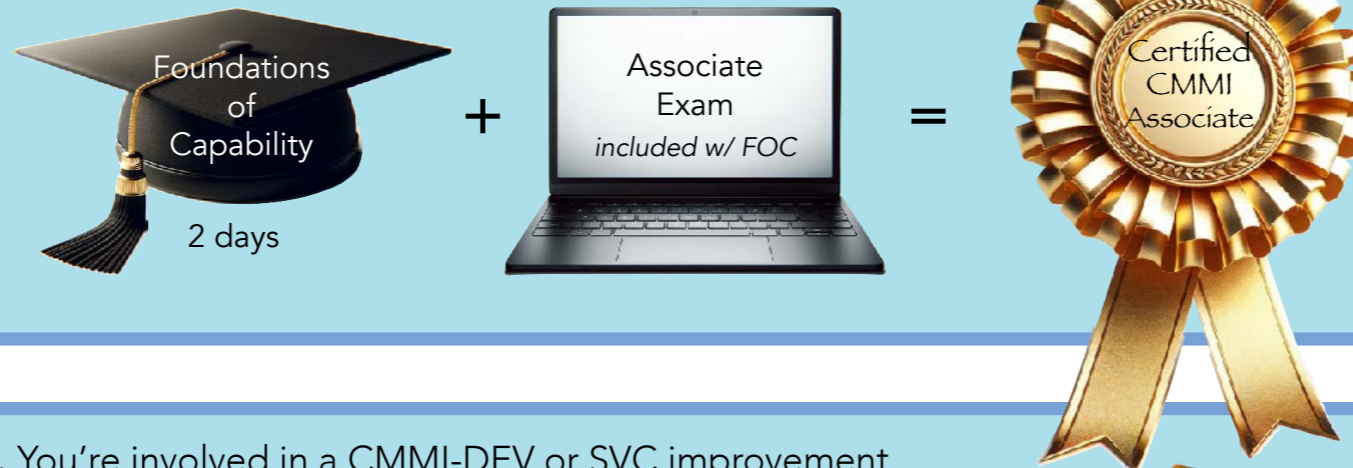 Foundations
of
Capability
2 days
+
Associate
Exam
included w/ FOC
=
Certified
CMMI
Associate
. You're involved in a CMMI-DEV or SVC improvement